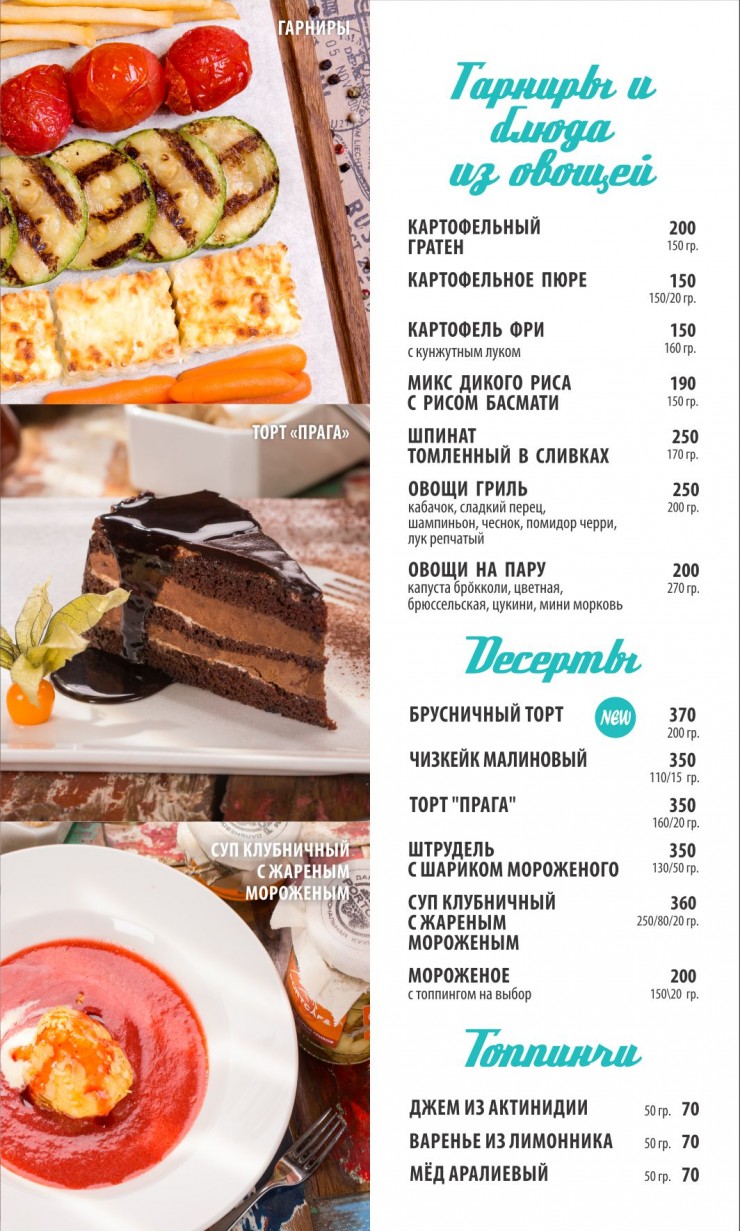 ГАРНИРЫ
ТОРТ «ПРАГА»
СУП КЛУБНИЧНЫЙ
С ЖАРЕНЫМ
МОРОЖЕНЫМ
Гарниры и
блюда
из овощей
КАРТОФЕЛЬНЫЙ 200
ГРАТЕН 150 гр.
КАРТОФЕЛЬНОЕ ПЮРЕ 150
150/20 гр.
КАРТОФЕЛЬ ФРИ 150
с кунжутным луком 160 гр.
МИКС ДИКОГО РИСА 190
С РИСОМ БАСМАТИ 150 гр.
ШПИНАТ 250
ТОМЛЕННЫЙ В СЛИВКАХ 170 гр.
ОВОЩИ ГРИЛЬ 250
кабачок, сладкий перец, 200 гр.
шампиньон, чеснок, помидор черри,
лук репчатый
ОВОЩИ НА ПАРУ 200
капуста брокколи, цветная, 270 гр.
брюссельская, цукини, мини морковь
Десерты
БРУСНИЧНЫЙ ТОРТ NEW 370
200 гр.
ЧИЗКЕЙК МАЛИНОВЫЙ 350
110/15 гр.
ТОРТ "ПРАГА" 350
160/20 гр.
ШТРУДЕЛЬ 350
С ШАРИКОМ МОРОЖЕНОГО 130/50 гр.
СУП КЛУБНИЧНЫЙ 360
С ЖАРЕНЫМ 250/80/20 гр.
МОРОЖЕНЫМ
МОРОЖЕНОЕ 200
с топпингом на выбор 150\20 гр.
Топпинги
ДЖЕМ ИЗ АКТИНИДИИ 50 гр. 70
ВАРЕНЬЕ ИЗ ЛИМОННИКА 50 гр. 70
МЁД АРАЛИЕВЫЙ 50 гр. 70